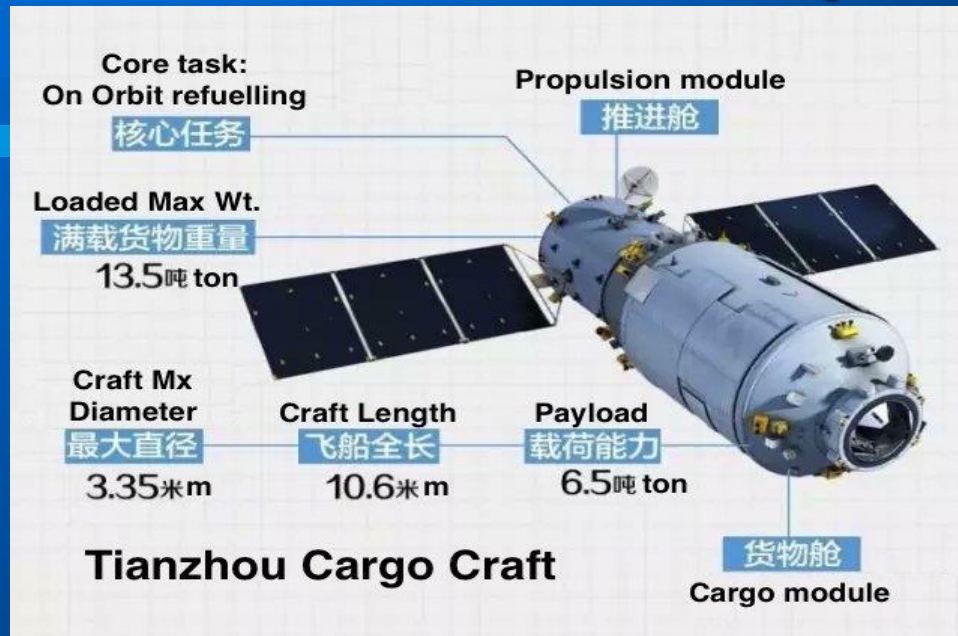 Core task:
On Orbit refuelling
核心任务
Propulsion module
推进舱
Loaded Max Wt.
满载货物重量
13.5吨 ton
Craft Mx
Diameter
最大直径
3.35米 m
Craft Length
飞船全长
10.6米 m
Payload
载荷能力
6.5吨 ton
货物舱
Cargo module
Tianzhou Cargo Craft